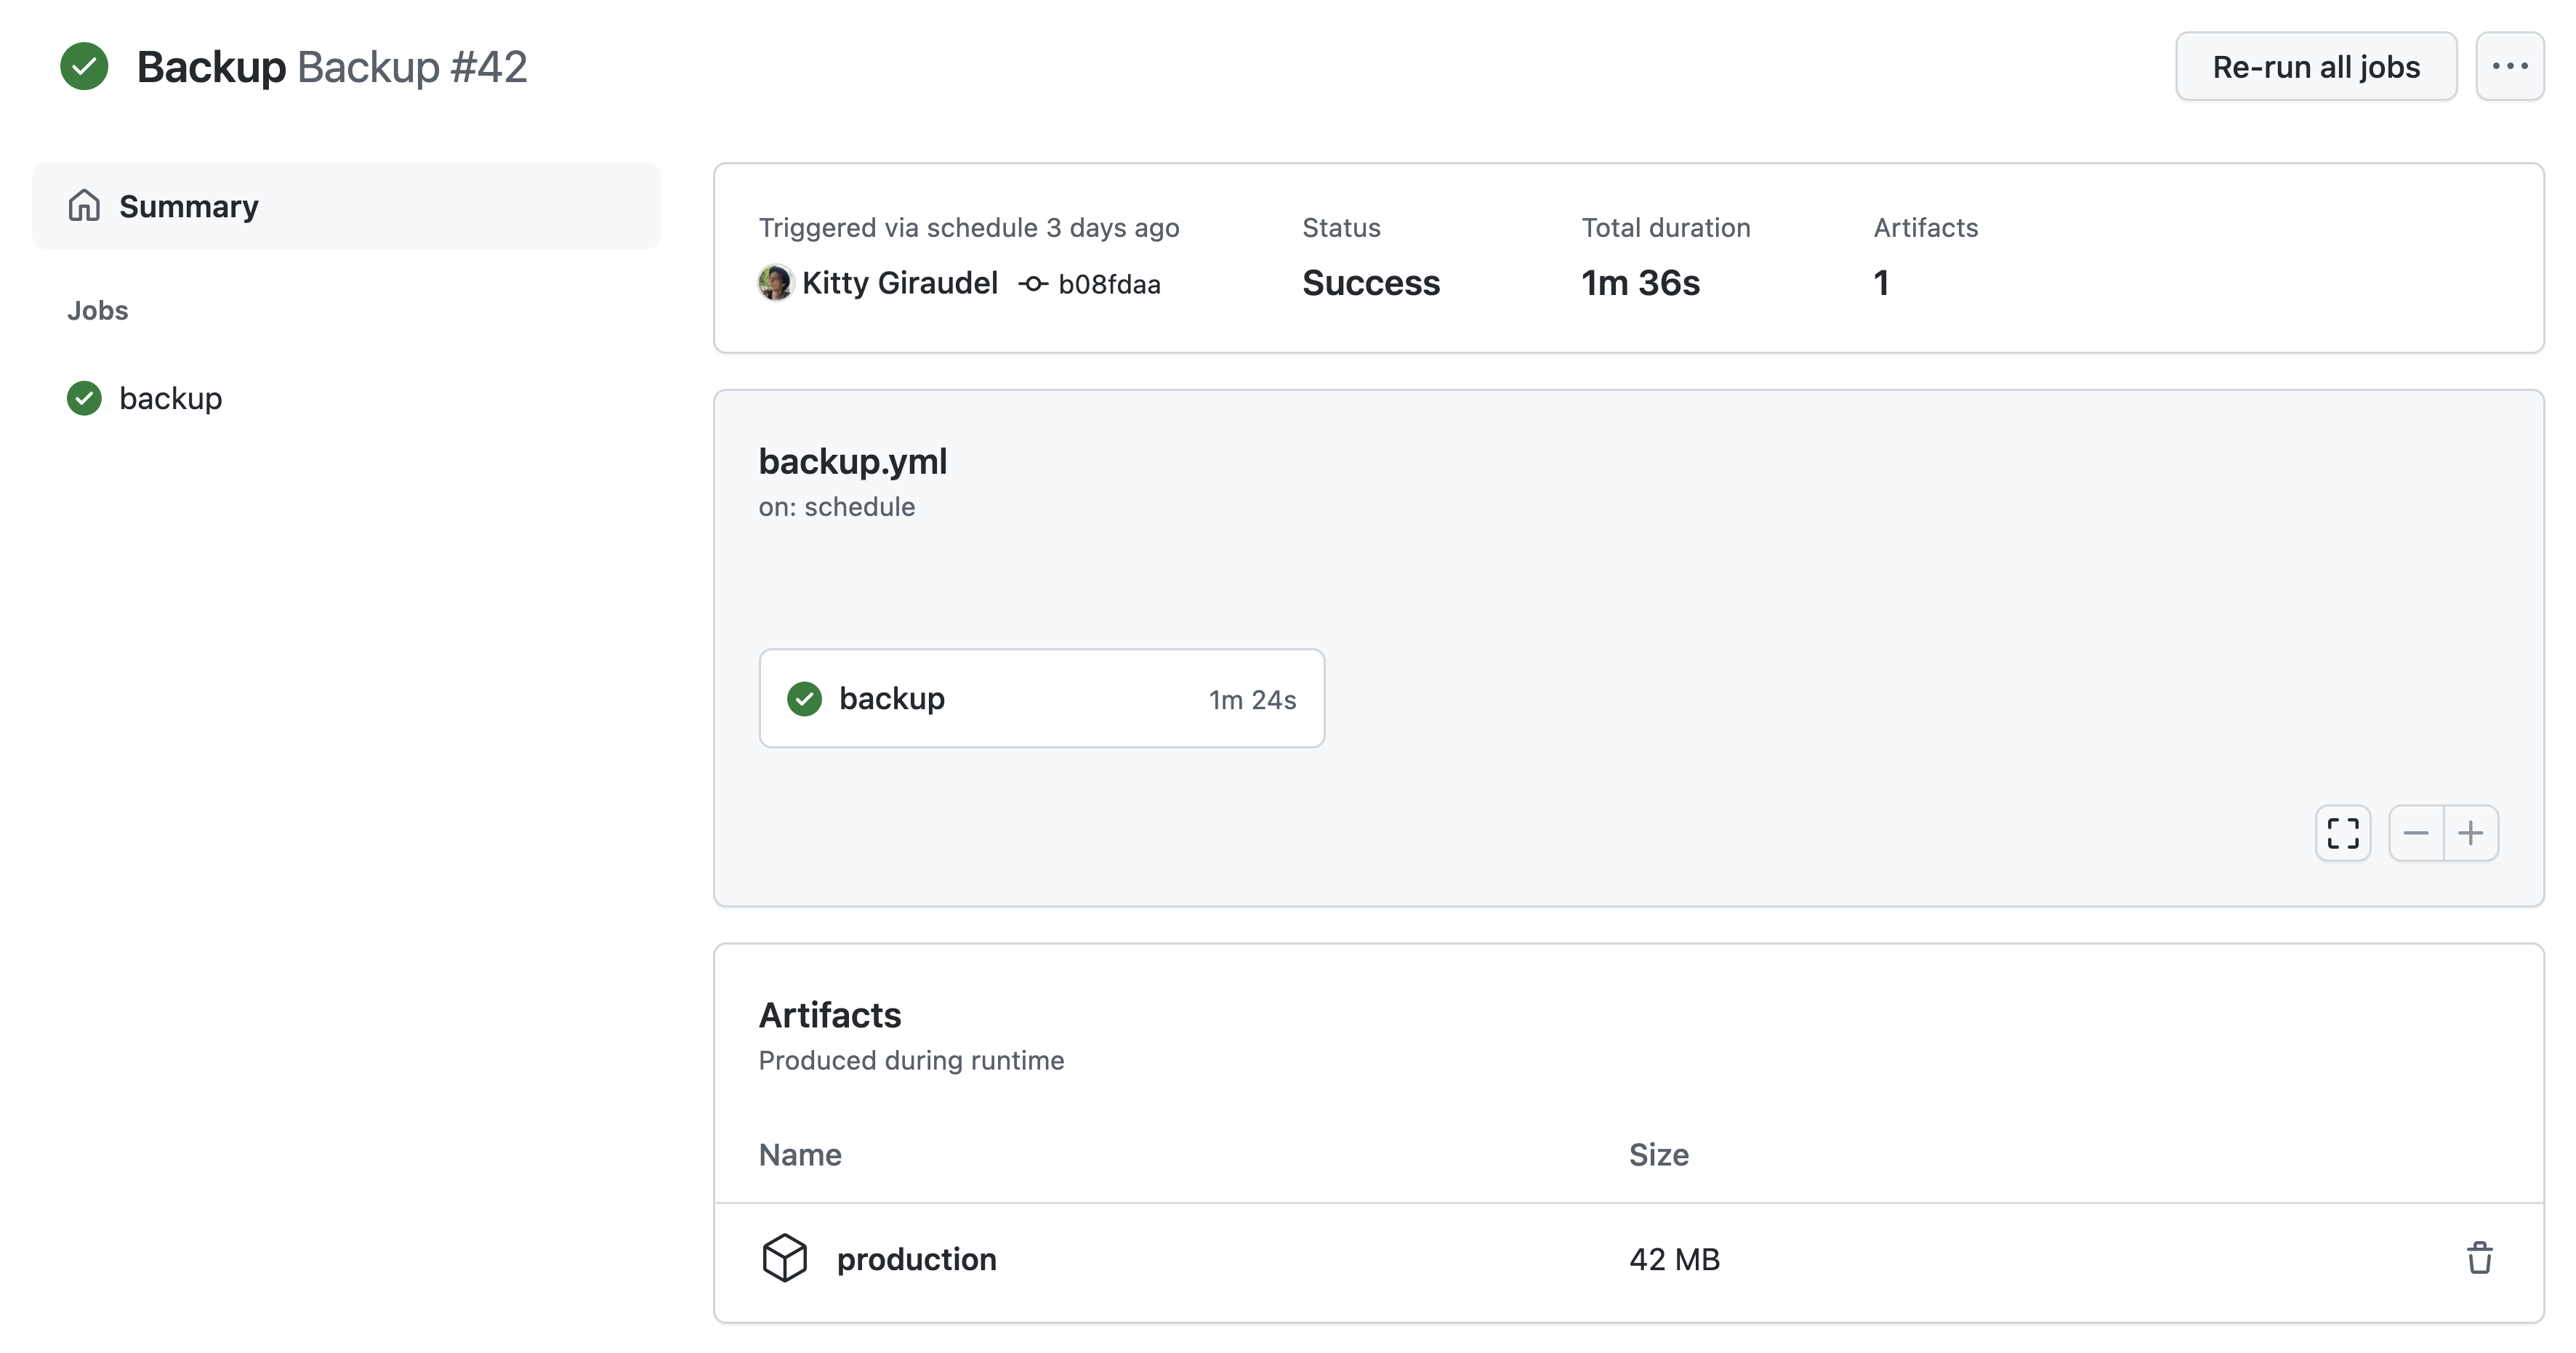 Backup Backup #42
Re-run all jobs
Summary
Jobs
backup
Triggered via schedule 3 days ago
Kitty Giraudel b08fdaa
Status
Success
Total duration
1m 36s
Artifacts
1
backup.yml
on: schedule
backup 1m 24s
Artifacts
Produced during runtime
Name Size
production 42 MB